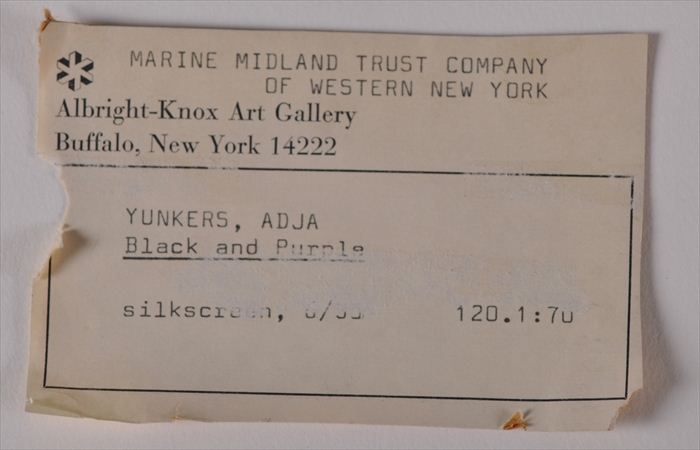 MARINE MIDLAND TRUST COMPANY
OF WESTERN NEW YORK
Albright-Knox Art Gallery
Buffalo, New York 14222
YUNKERS, ADJA
Black and Purple
silkscreen,
120.1:70